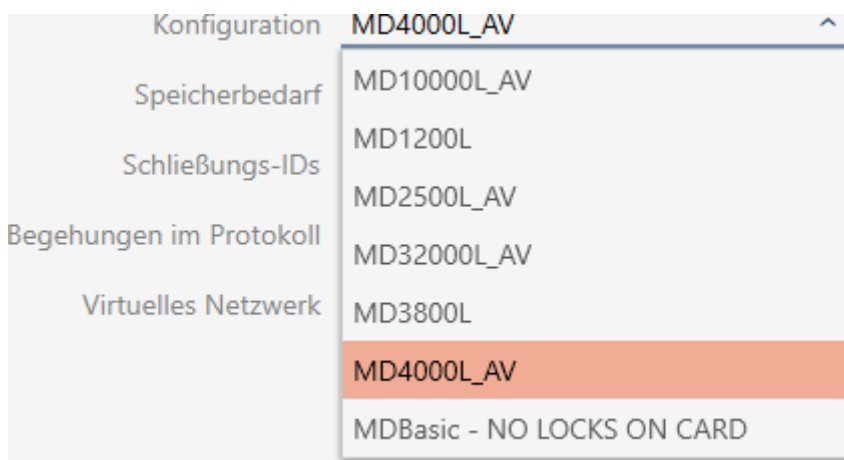 Konfiguration MD4000L_AV
MD10000L_AV
Speicherbedarf
MD1200L
Schließungs-IDs
MD2500L_AV
Begehungen im Protokoll
MD32000L_AV
Virtuelles Netzwerk
MD3800L
MD4000L_AV
MDBasic - NO LOCKS ON CARD